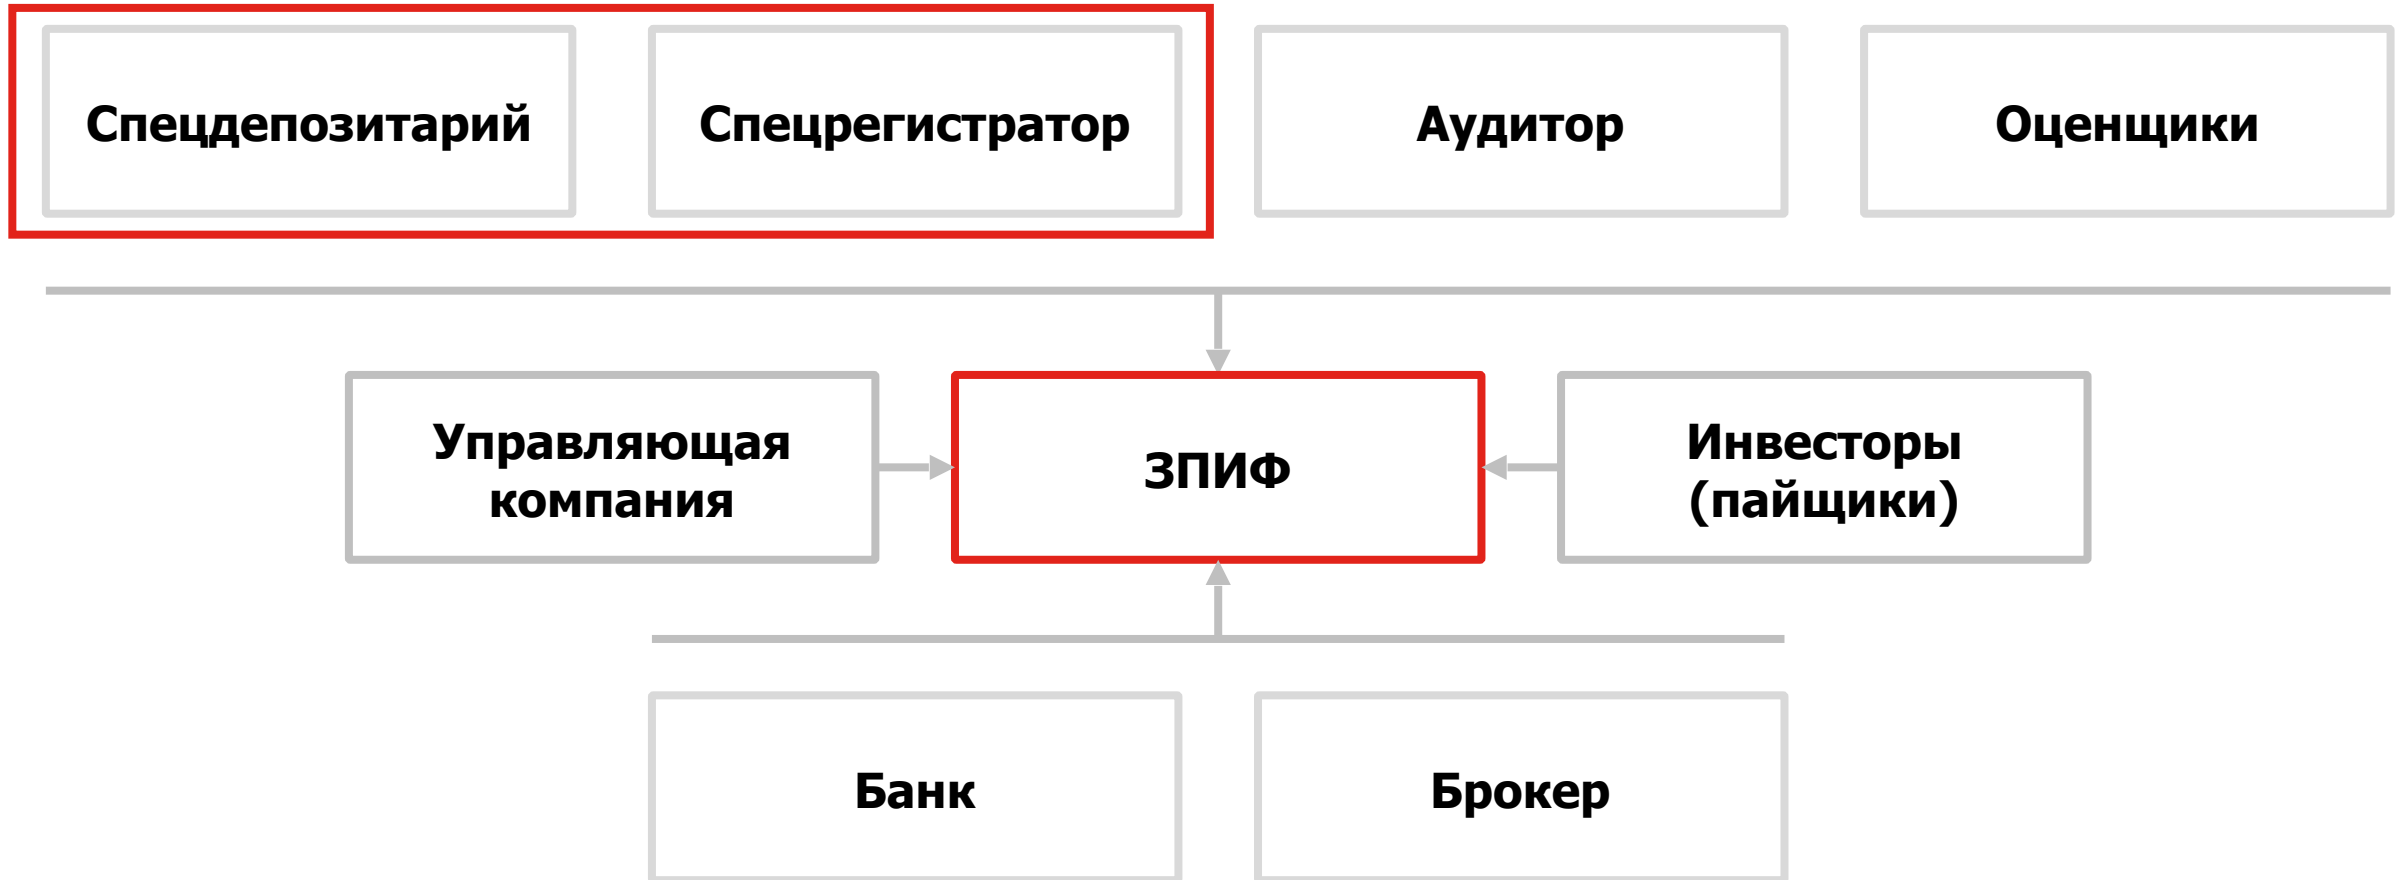 Спецдепозитарий
Спецрегистратор
Аудитор
Оценщики
Управляющая
компания
ЗПИФ
Инвесторы
(пайщики)
Банк
Брокер